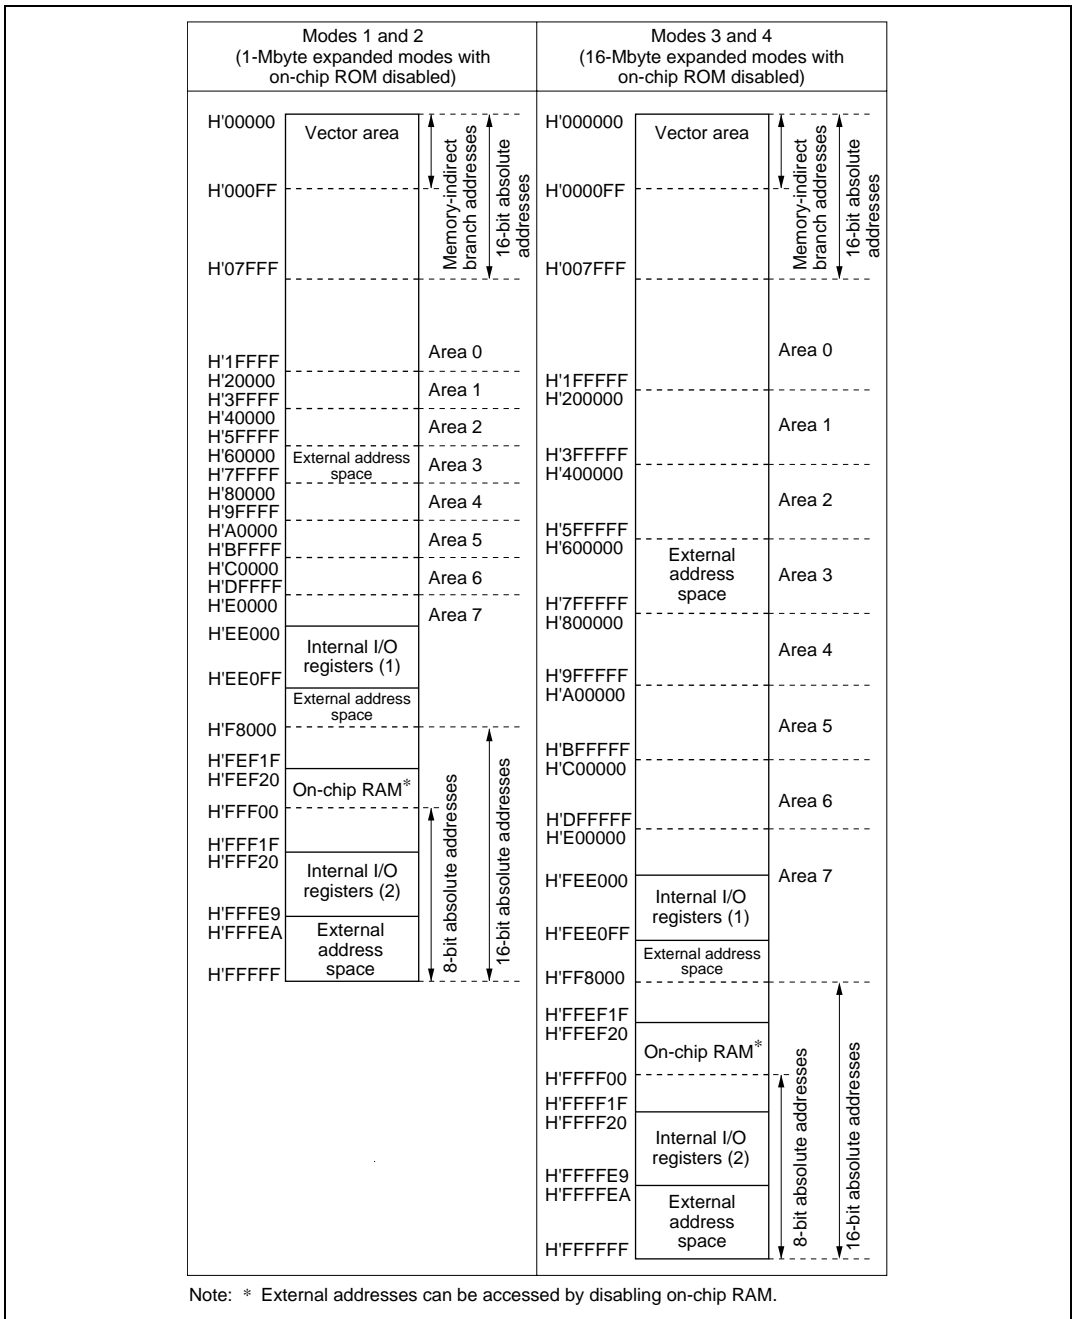 Modes 1 and 2
(1-Mbyte expanded modes with
on-chip ROM disabled)
H'00000
Vector area
H'000FF
H'07FFF
Memory-indirect
branch addresses
16-bit absolute
addresses
H'1FFFF
Area 0
H'20000
H'3FFFF
Area 1
H'40000
H'5FFFF
Area 2
H'60000
H'7FFFF
External address
space
Area 3
H'80000
H'9FFFF
Area 4
H'A0000
H'BFFFF
Area 5
H'C0000
H'DFFFF
Area 6
H'E0000
Area 7
H'EE000
Internal I/O
registers (1)
H'EE0FF
External address
space
H'F8000
H'FEF1F
H'FEF20
On-chip RAM*
H'FFF00
H'FFF1F
H'FFF20
Internal I/O
registers (2)
H'FFFE9
H'FFFEA
External
address
space
H'FFFFF
8-bit absolute addresses
16-bit absolute addresses
Modes 3 and 4
(16-Mbyte expanded modes with
on-chip ROM disabled)
H'000000
Vector area
H'0000FF
H'007FFF
Memory-indirect
branch addresses
16-bit absolute
addresses
Area 0
H'1FFFFF
H'200000
Area 1
H'3FFFFF
H'400000
Area 2
H'5FFFFF
H'600000
External
address
space
Area 3
H'7FFFFF
H'800000
Area 4
H'9FFFFF
H'A00000
Area 5
H'BFFFFF
H'C00000
Area 6
H'DFFFFF
H'E00000
Area 7
H'FEE000
Internal I/O
registers (1)
H'FEE0FF
External address
space
H'FF8000
H'FFEF1F
H'FFEF20
On-chip RAM*
H'FFFF00
H'FFFF1F
H'FFFF20
Internal I/O
registers (2)
H'FFFFE9
H'FFFFEA
External
address
space
H'FFFFFF
8-bit absolute addresses
16-bit absolute addresses
Note: * External addresses can be accessed by disabling on-chip RAM.